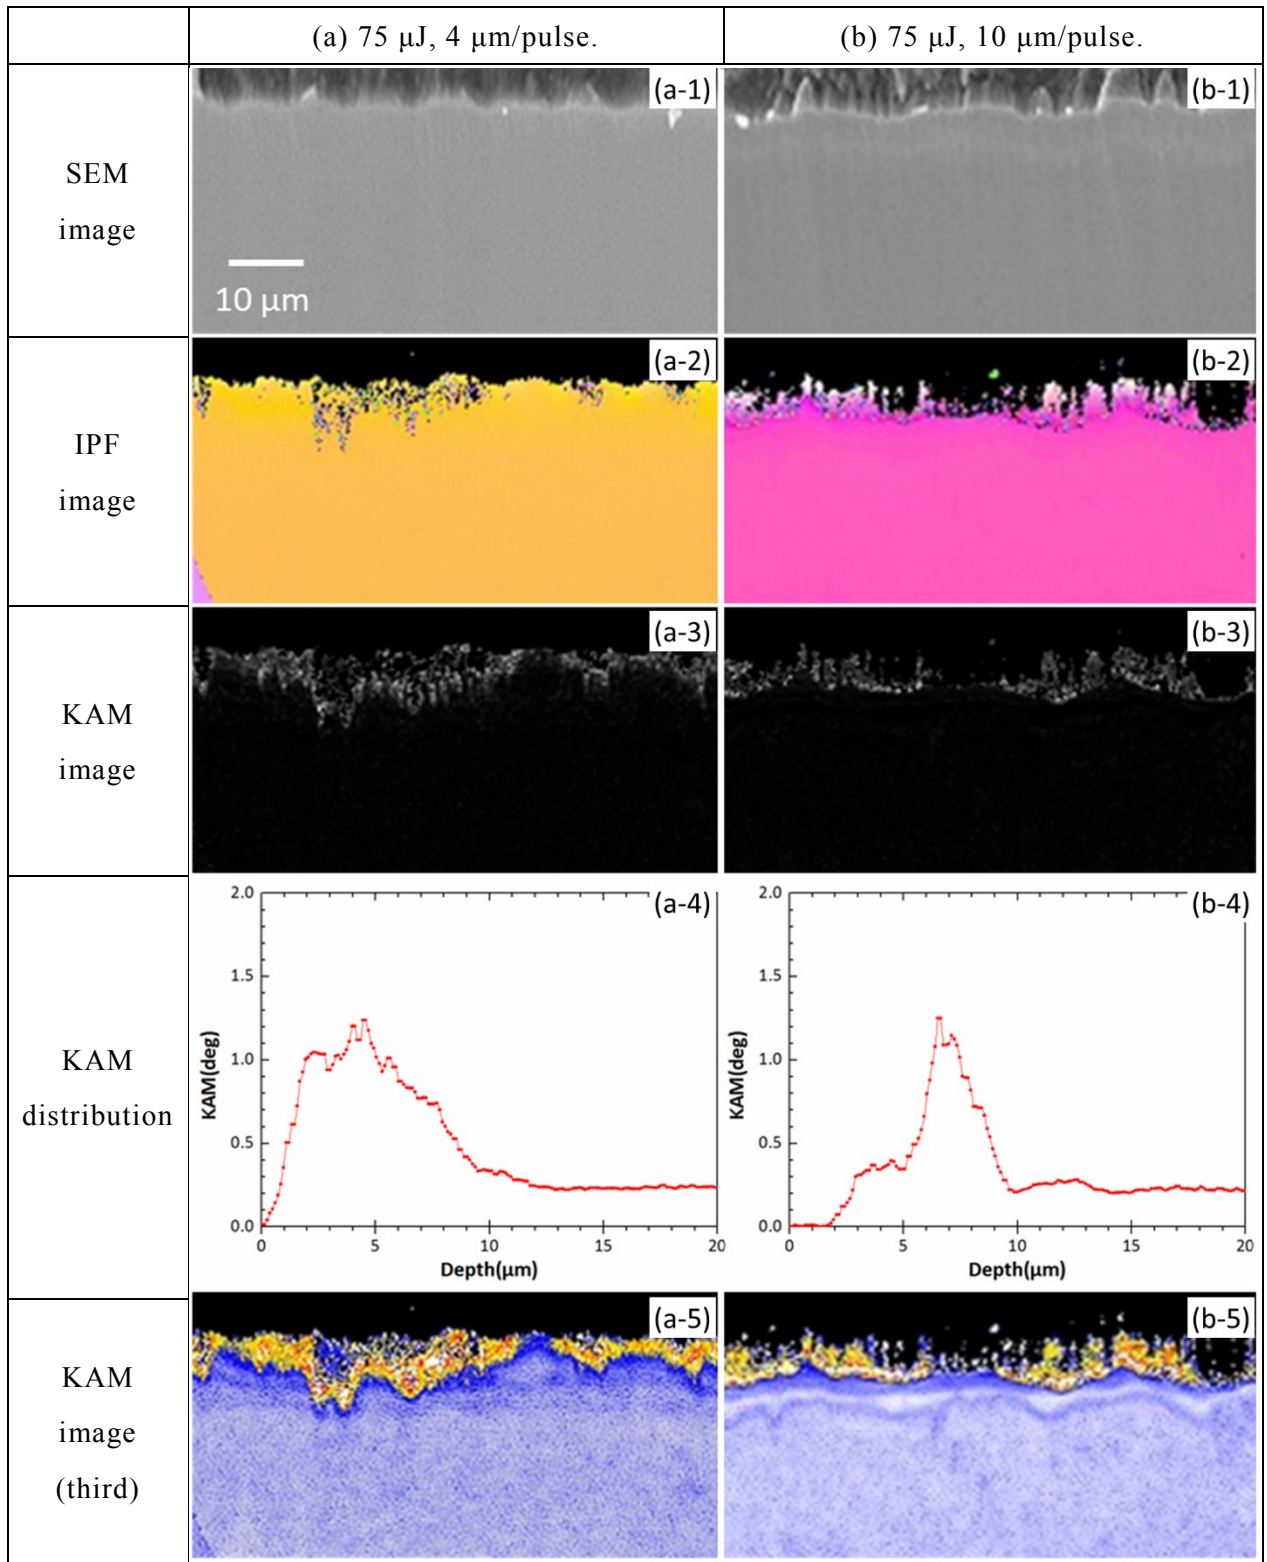 (a) 75 μJ, 4 μm/pulse.
(b) 75 μJ, 10 μm/pulse.
SEM
image
(a-1)
10 μm
(b-1)
IPF
image
(a-2)
(b-2)
KAM
image
(a-3)
(b-3)
KAM
distribution
(a-4)
2.0
1.5
1.0
0.5
0.0
KAM(deg)
0 5 10 15 20
Depth(μm)
(b-4)
2.0
1.5
1.0
0.5
0.0
KAM(deg)
0 5 10 15 20
Depth(μm)
KAM
image
(third)
(a-5)
(b-5)